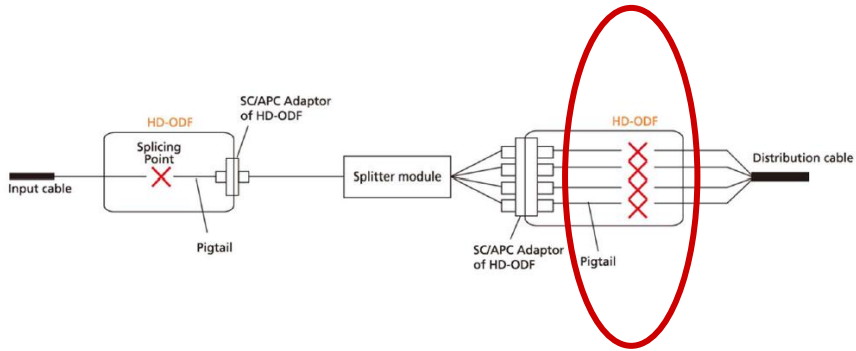 HD-ODF
SC/APC Adaptor
of HD-ODF
Splicing
Point
Input cable
Pigtail
Splitter module
HD-ODF
Distribution cable
SC/APC Adaptor
of HD-ODF
Pigtail